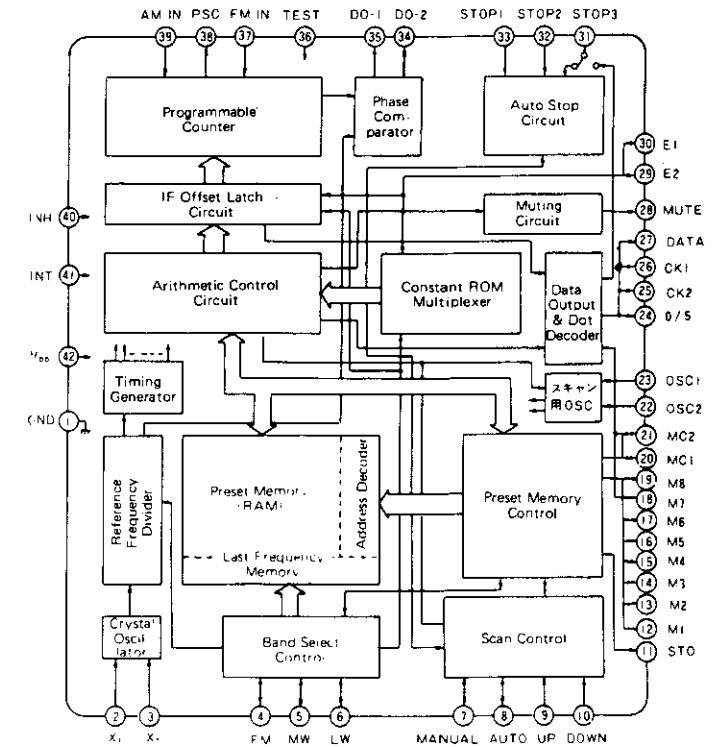 AM IN PSC FM IN TEST DO-1 DO-2 STOP1 STOP2 STOP3
39 38 37 36 35 34 33 32 31
Programmable
Counter
Phase
Com-
parator
Auto Stop
Circuit
30 E1
29 E2
IF Offset Latch
Circuit
Muting
Circuit
28 MUTE
INH 40
27 DATA
INT 41
Arithmetic Control
Circuit
Constant ROM
Multiplexer
Data
Output
& Dot
Decoder
26 CK1
25 CK2
24 0/5
42
Timing
Generator
スキャン
用OSC
23 OSC1
22 OSC2
GND 1
21 MC2
20 MC1
Reference
Frequency
Divider
Preset Memory
(RAM)
Address Decoder
Last Frequency
Memory
Preset Memory
Control
19 M8
18 M7
17 M6
16 M5
15 M4
14 M3
13 M2
12 M1
11 STO
Crystal
Oscil
lator
Band Select
Control
Scan Control
2 3 4 5 6 7 8 9 10
X1 FM MW LW MANUAL AUTO UP DOWN